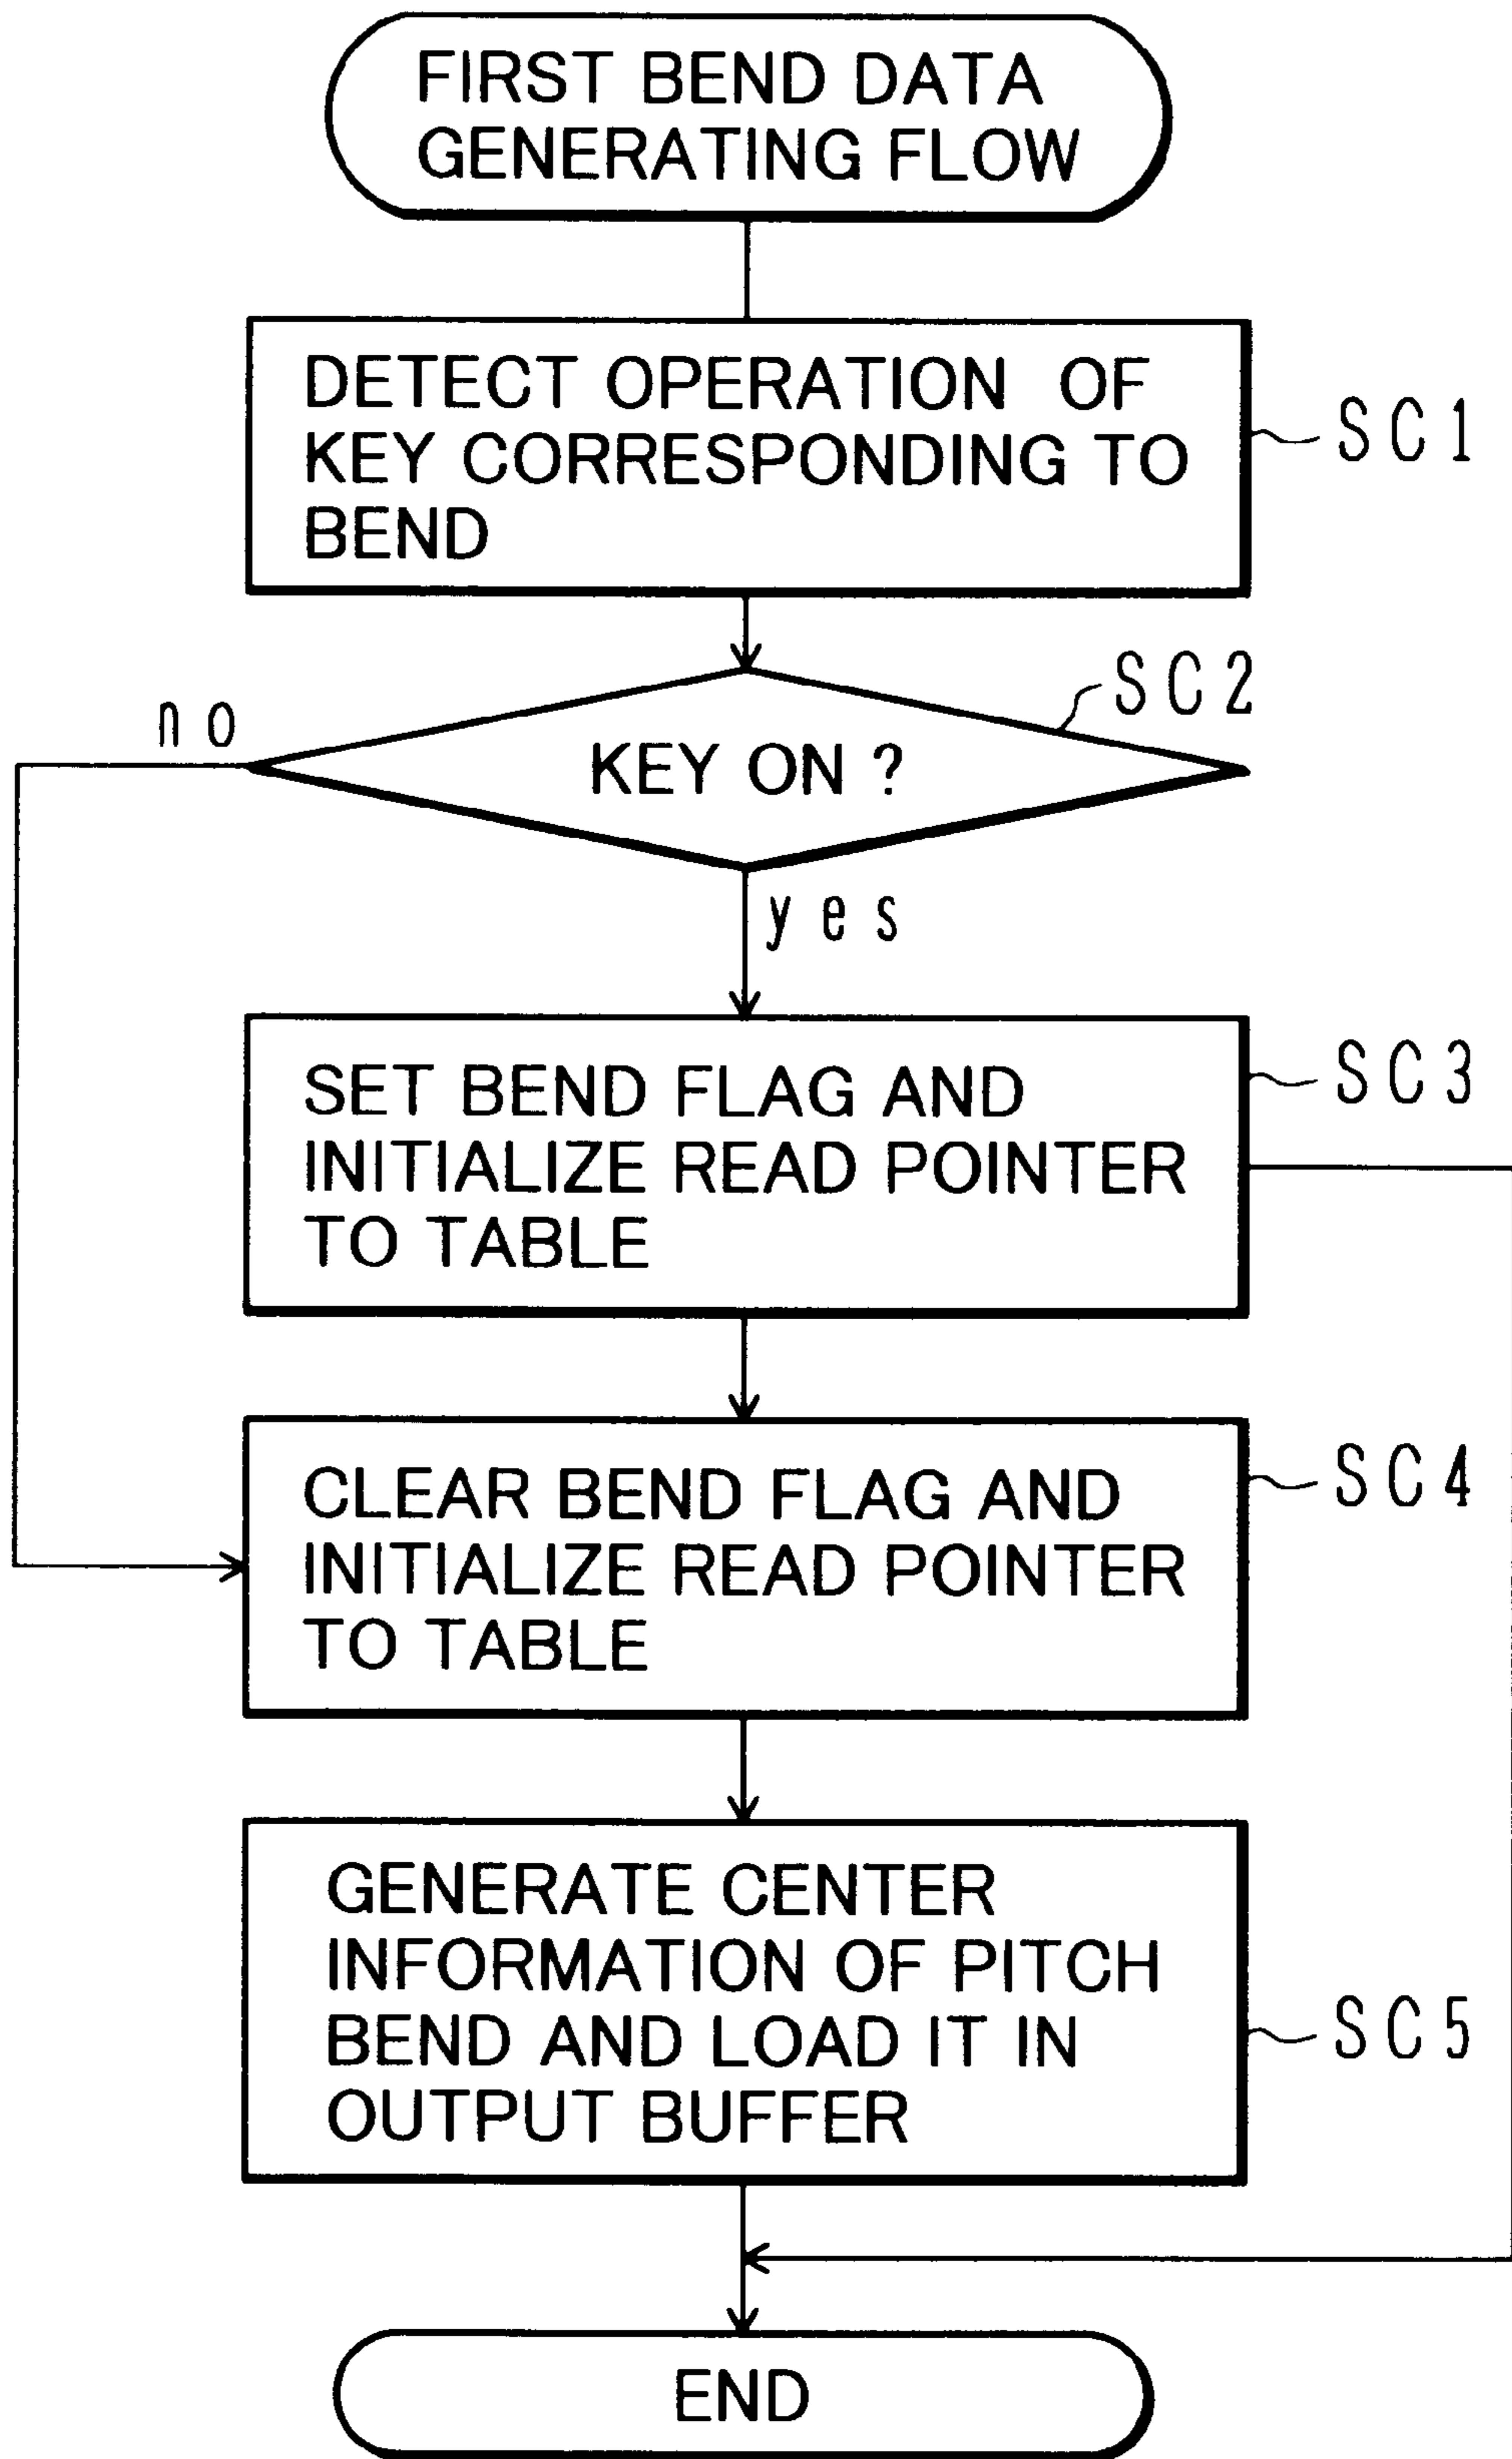 FIRST BEND DATA
GENERATING FLOW
DETECT OPERATION OF
KEY CORRESPONDING TO
BEND
SC1
SC2
no
KEY ON ?
yes
SET BEND FLAG AND
INITIALIZE READ POINTER
TO TABLE
SC3
CLEAR BEND FLAG AND
INITIALIZE READ POINTER
TO TABLE
SC4
GENERATE CENTER
INFORMATION OF PITCH
BEND AND LOAD IT IN
OUTPUT BUFFER
SC5
END